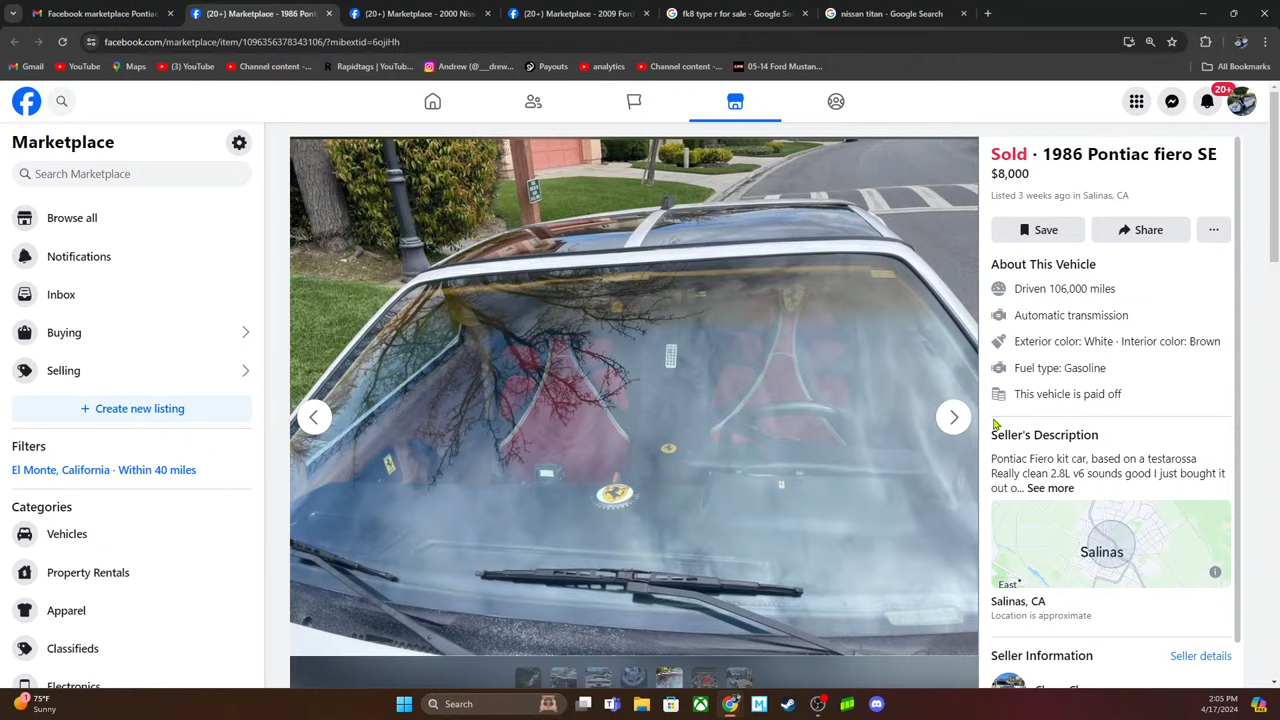 Facebook marketplace Pontiac
(20+) Marketplace - 1986 Pont
(20+) Marketplace - 2000 Niss
(20+) Marketplace - 2009 Ford
fk8 type r for sale - Google Se
nissan titan - Google Search
facebook.com/marketplace/item/1096356378343106/?mibextid=6ojiHh
Gmail
YouTube
Maps
(3) YouTube
Channel content -...
Rapidtags | YouTub...
Andrew (@___drew...
Payouts
analytics
Channel content -...
05-14 Ford Mustan...
All Bookmarks
20+
Marketplace
Search Marketplace
Browse all
Notifications
Inbox
Buying
Selling
+ Create new listing
Filters
El Monte, California · Within 40 miles
Categories
Vehicles
Property Rentals
Apparel
Classifieds
Electronics
Sold · 1986 Pontiac fiero SE
$8,000
Listed 3 weeks ago in Salinas, CA
Save
Share
About This Vehicle
Driven 106,000 miles
Automatic transmission
Exterior color: White · Interior color: Brown
Fuel type: Gasoline
This vehicle is paid off
Seller's Description
Pontiac Fiero kit car, based on a testarossa
Really clean 2.8L v6 sounds good I just bought it
out o... See more
Salinas
East
Salinas, CA
Location is approximate
Seller Information
Seller details
1
75°F
Sunny
Search
2:05 PM
4/17/2024